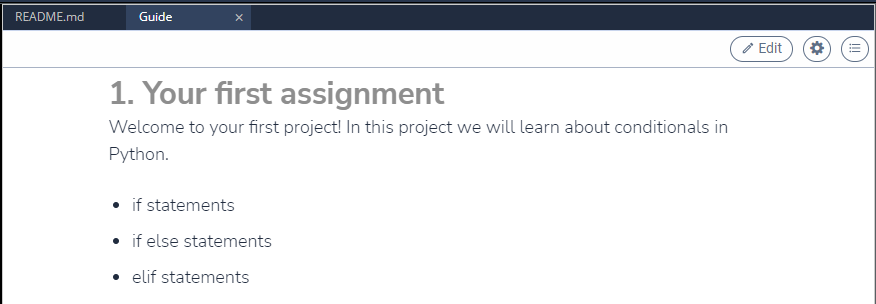 README.md
Guide
Edit
1. Your first assignment
Welcome to your first project! In this project we will learn about conditionals in
Python.
if statements
if else statements
elif statements